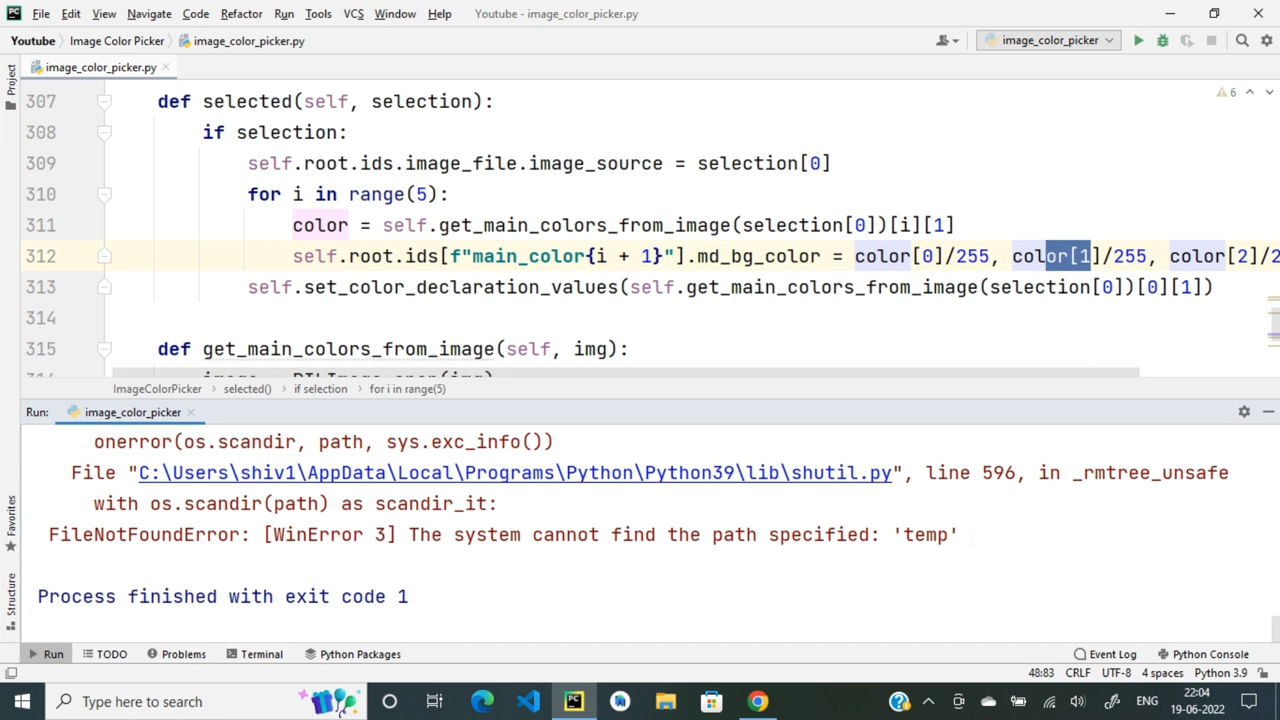 File Edit View Navigate Code Refactor Run Tools VCS Window Help Youtube - image_color_picker.py
Youtube Image Color Picker image_color_picker.py image_color_picker
image_color_picker.py
Project
6
307 def selected(self, selection):
308 if selection:
309 self.root.ids.image_file.image_source = selection[0]
310 for i in range(5):
311 color = self.get_main_colors_from_image(selection[0])[i][1]
312 self.root.ids[f"main_color{i + 1}"].md_bg_color = color[0]/255, color[1]/255, color[2]/2
313 self.set_color_declaration_values(self.get_main_colors_from_image(selection[0])[0][1])
314
315 def get_main_colors_from_image(self, img):
ImageColorPicker selected() if selection for i in range(5)
Run: image_color_picker
onerror(os.scandir, path, sys.exc_info())
File "C:\Users\shiv1\AppData\Local\Programs\Python\Python39\lib\shutil.py", line 596, in _rmtree_unsafe
with os.scandir(path) as scandir_it:
FileNotFoundError: [WinError 3] The system cannot find the path specified: 'temp'
Process finished with exit code 1
Favorites
Structure
Run TODO Problems Terminal Python Packages Event Log Python Console
48:83 CRLF UTF-8 4 spaces Python 3.9
Type here to search ENG 22:04
19-06-2022